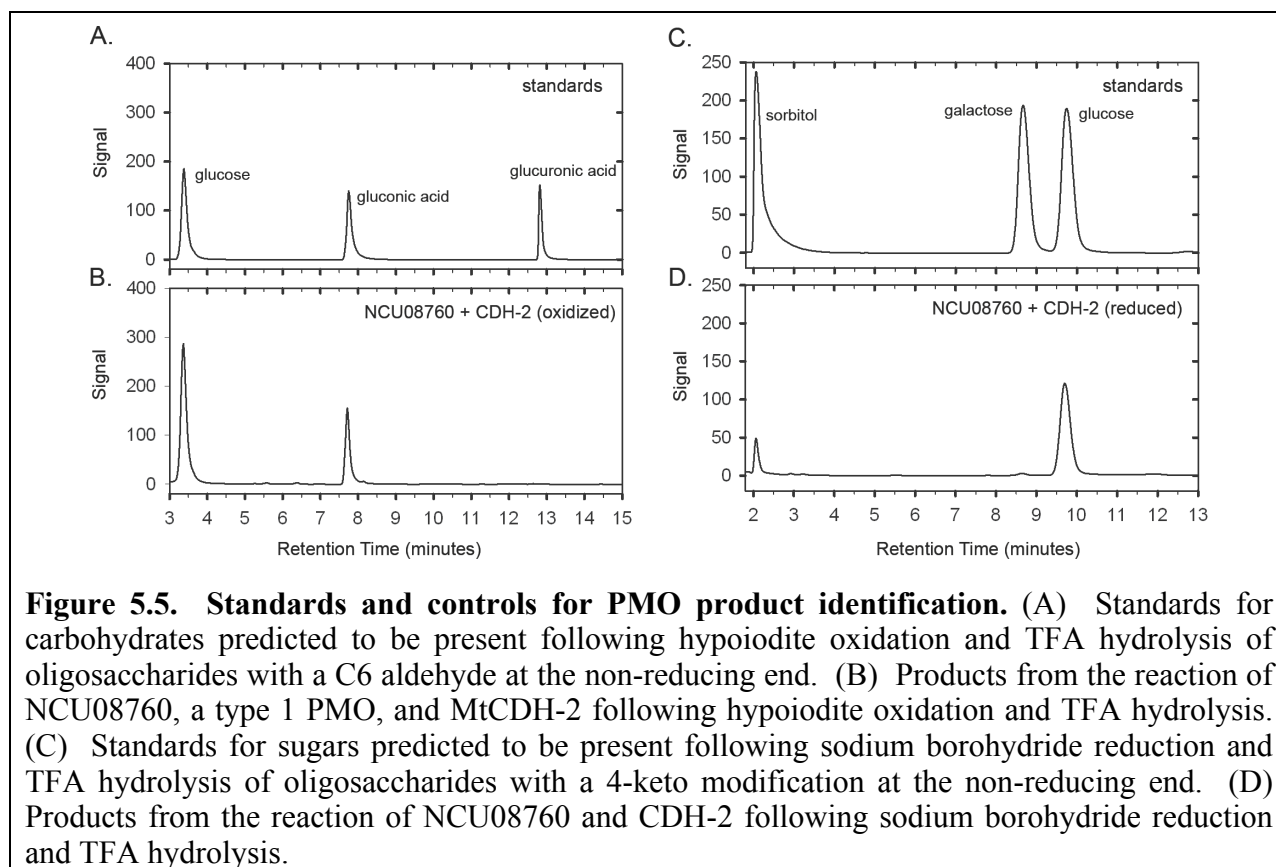 A.
400
300
200
100
0
Signal
standards
glucose
gluconic acid
glucuronic acid
B.
400
300
200
100
0
Signal
NCU08760 + CDH-2 (oxidized)
3 4 5 6 7 8 9 10 11 12 13 14 15
Retention Time (minutes)
C.
250
200
150
100
50
0
Signal
standards
sorbitol
galactose
glucose
D.
250
200
150
100
50
0
Signal
NCU08760 + CDH-2 (reduced)
2 3 4 5 6 7 8 9 10 11 12 13
Retention Time (minutes)
Figure 5.5. Standards and controls for PMO product identification. (A) Standards for
carbohydrates predicted to be present following hypoiodite oxidation and TFA hydrolysis of
oligosaccharides with a C6 aldehyde at the non-reducing end. (B) Products from the reaction of
NCU08760, a type 1 PMO, and MtCDH-2 following hypoiodite oxidation and TFA hydrolysis.
(C) Standards for sugars predicted to be present following sodium borohydride reduction and
TFA hydrolysis of oligosaccharides with a 4-keto modification at the non-reducing end. (D)
Products from the reaction of NCU08760 and CDH-2 following sodium borohydride reduction
and TFA hydrolysis.